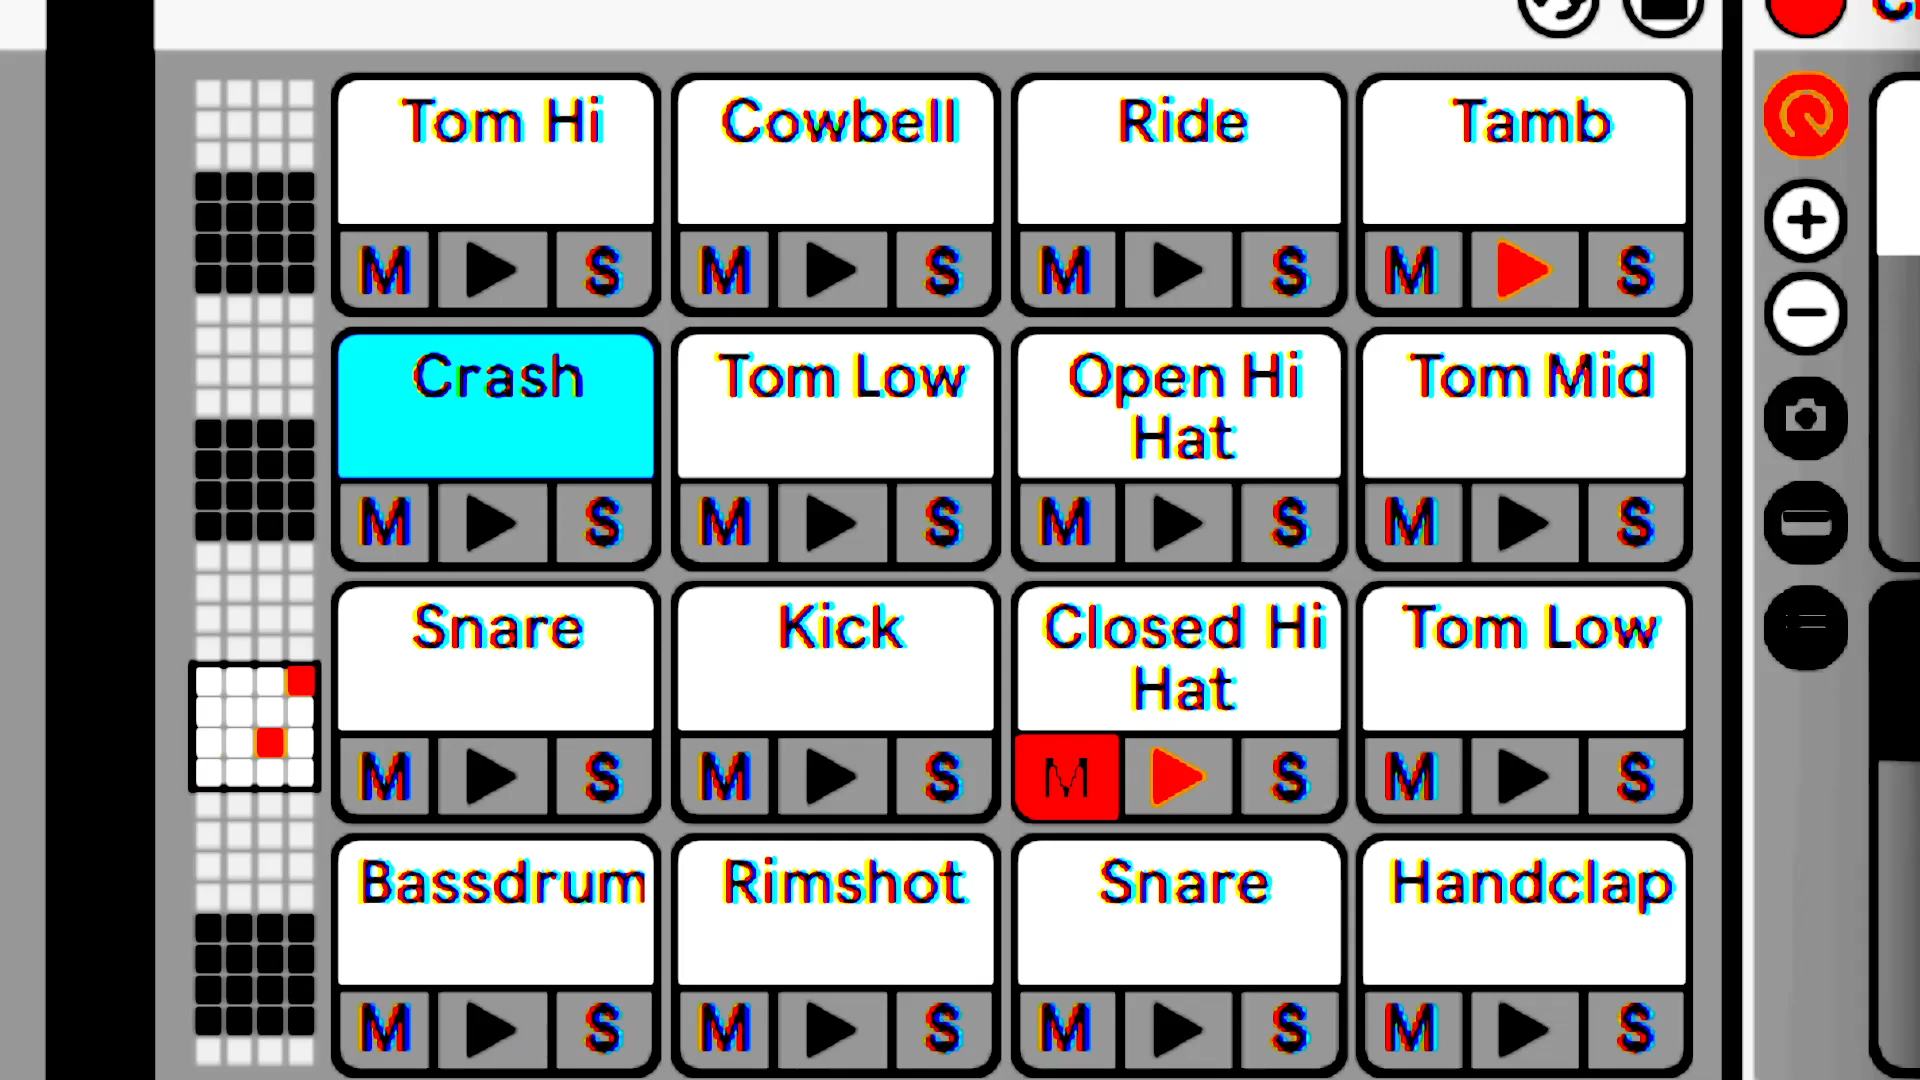 Tom Hi Cowbell Ride Tamb
M S M S M S M S
Crash Tom Low Open Hi Hat Tom Mid
M S M S M S M S
Snare Kick Closed Hi Hat Tom Low
M S M S M S M S
Bassdrum Rimshot Snare Handclap
M S M S M S M S